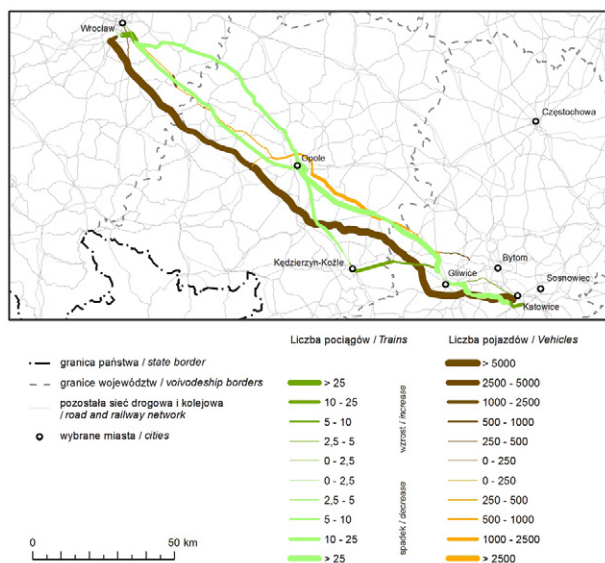 Wrocław
Częstochowa
Opole
Kędzierzyn-Koźle
Bytom
Gliwice
Sosnowiec
Katowice
Liczba pociągów / Trains
Liczba pojazdów / Vehicles
granica państwa / state border
granice województw / voivodeship borders
pozostała sieć drogowa i kolejowa
/ road and railway network
wybrane miasta / cities
> 25
10 - 25
5 - 10
2,5 - 5
0 - 2,5
0 - 2,5
2,5 - 5
5 - 10
10 - 25
> 25
wzrost / increase
spadek / decrease
> 5000
2500 - 5000
1000 - 2500
500 - 1000
250 - 500
0 - 250
0 - 250
250 - 500
500 - 1000
1000 - 2500
> 2500
0 50 km